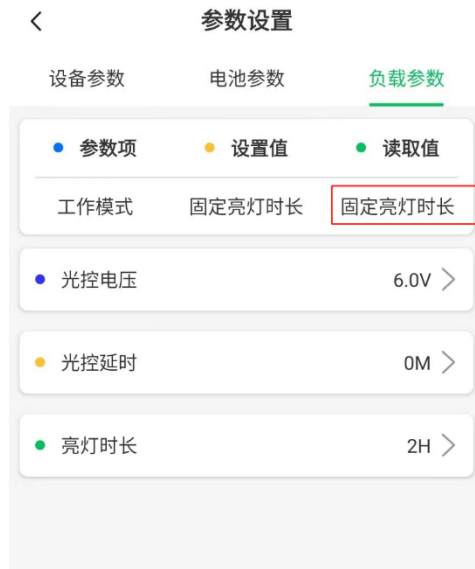 参数设置
设备参数 电池参数 负载参数
参数项 设置值 读取值
工作模式 固定亮灯时长 固定亮灯时长
光控电压 6.0V
光控延时 0M
亮灯时长 2H